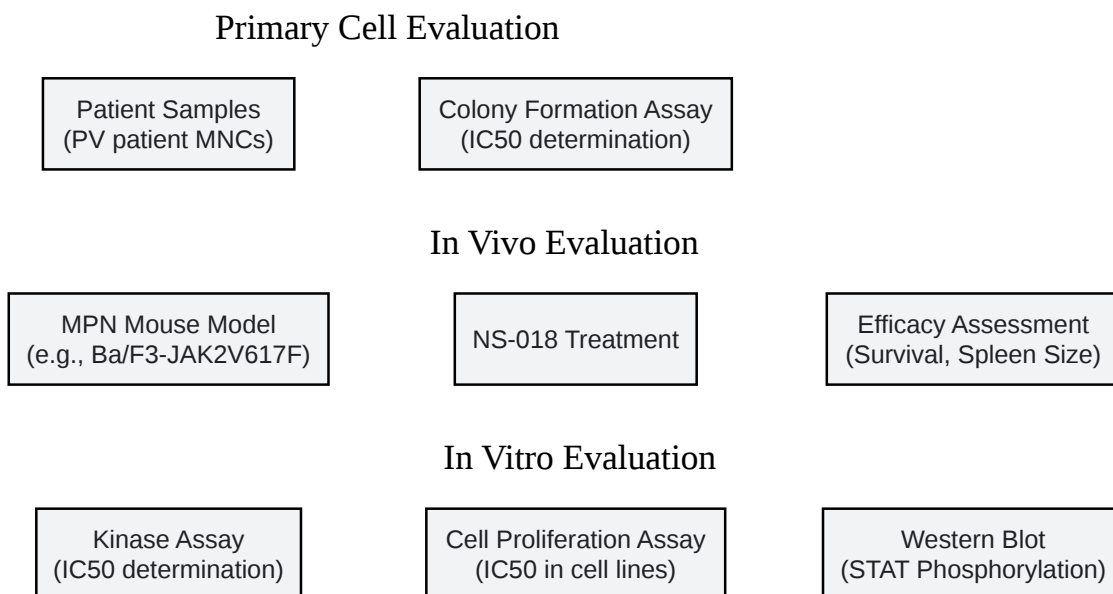 Primary Cell Evaluation
Patient Samples
(PV patient MNCs)
Colony Formation Assay
(IC50 determination)
In Vivo Evaluation
MPN Mouse Model
(e.g., Ba/F3-JAK2V617F)
NS-018 Treatment
Efficacy Assessment
(Survival, Spleen Size)
In Vitro Evaluation
Kinase Assay
(IC50 determination)
Cell Proliferation Assay
(IC50 in cell lines)
Western Blot
(STAT Phosphorylation)